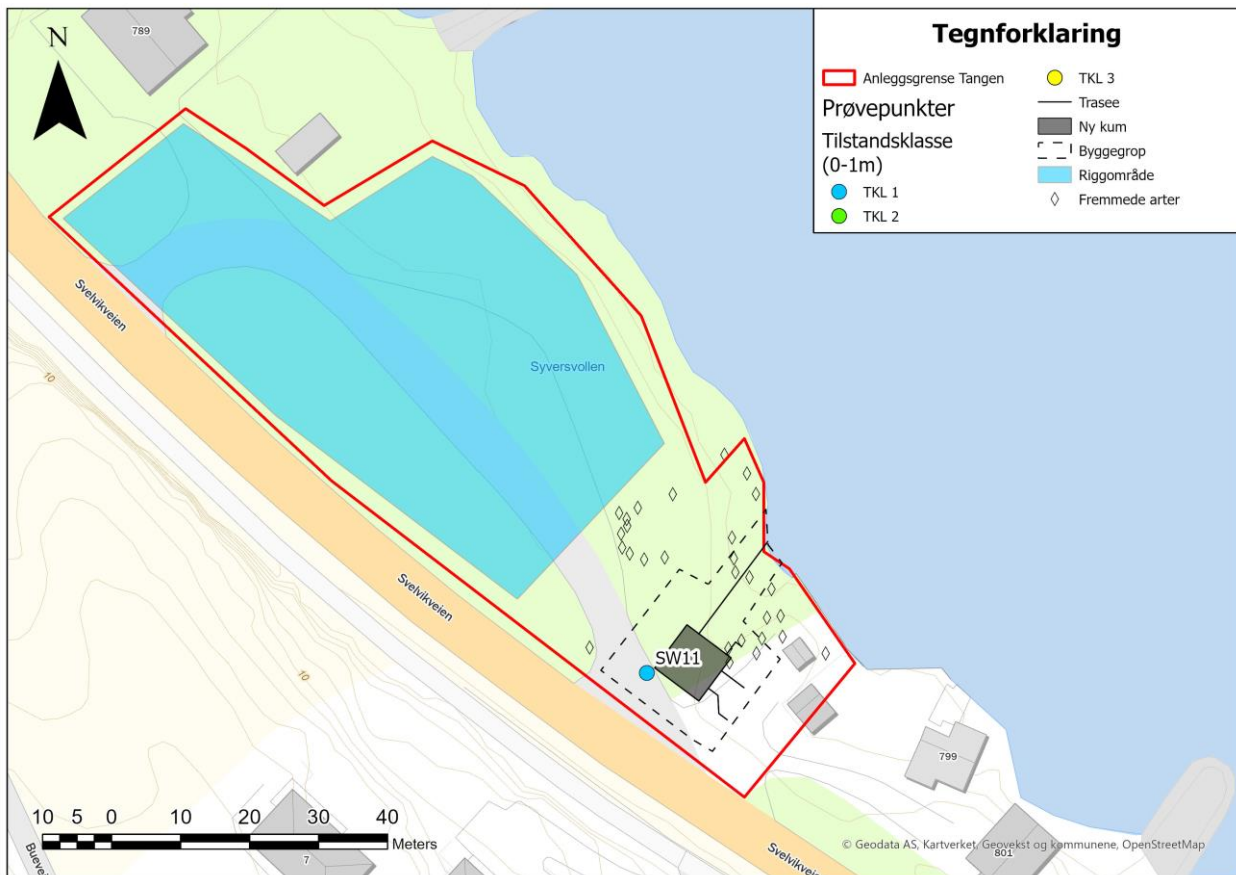 789
N
Tegnforklaring
Anleggsgrense Tangen
Prøvepunkter
Tilstandsklasse
(0-1m)
TKL 1
TKL 2
TKL 3
Trasee
Ny kum
Byggegrop
Riggområde
Fremmede arter
Svelvikveien
10
Syversvollen
Svelvikveien
SW11
10
799
10 5 0 10 20 30 40
Meters
7
801
Svelvikveien
© Geodata AS, Kartverket, Geovekst og kommunene, OpenStreetMap